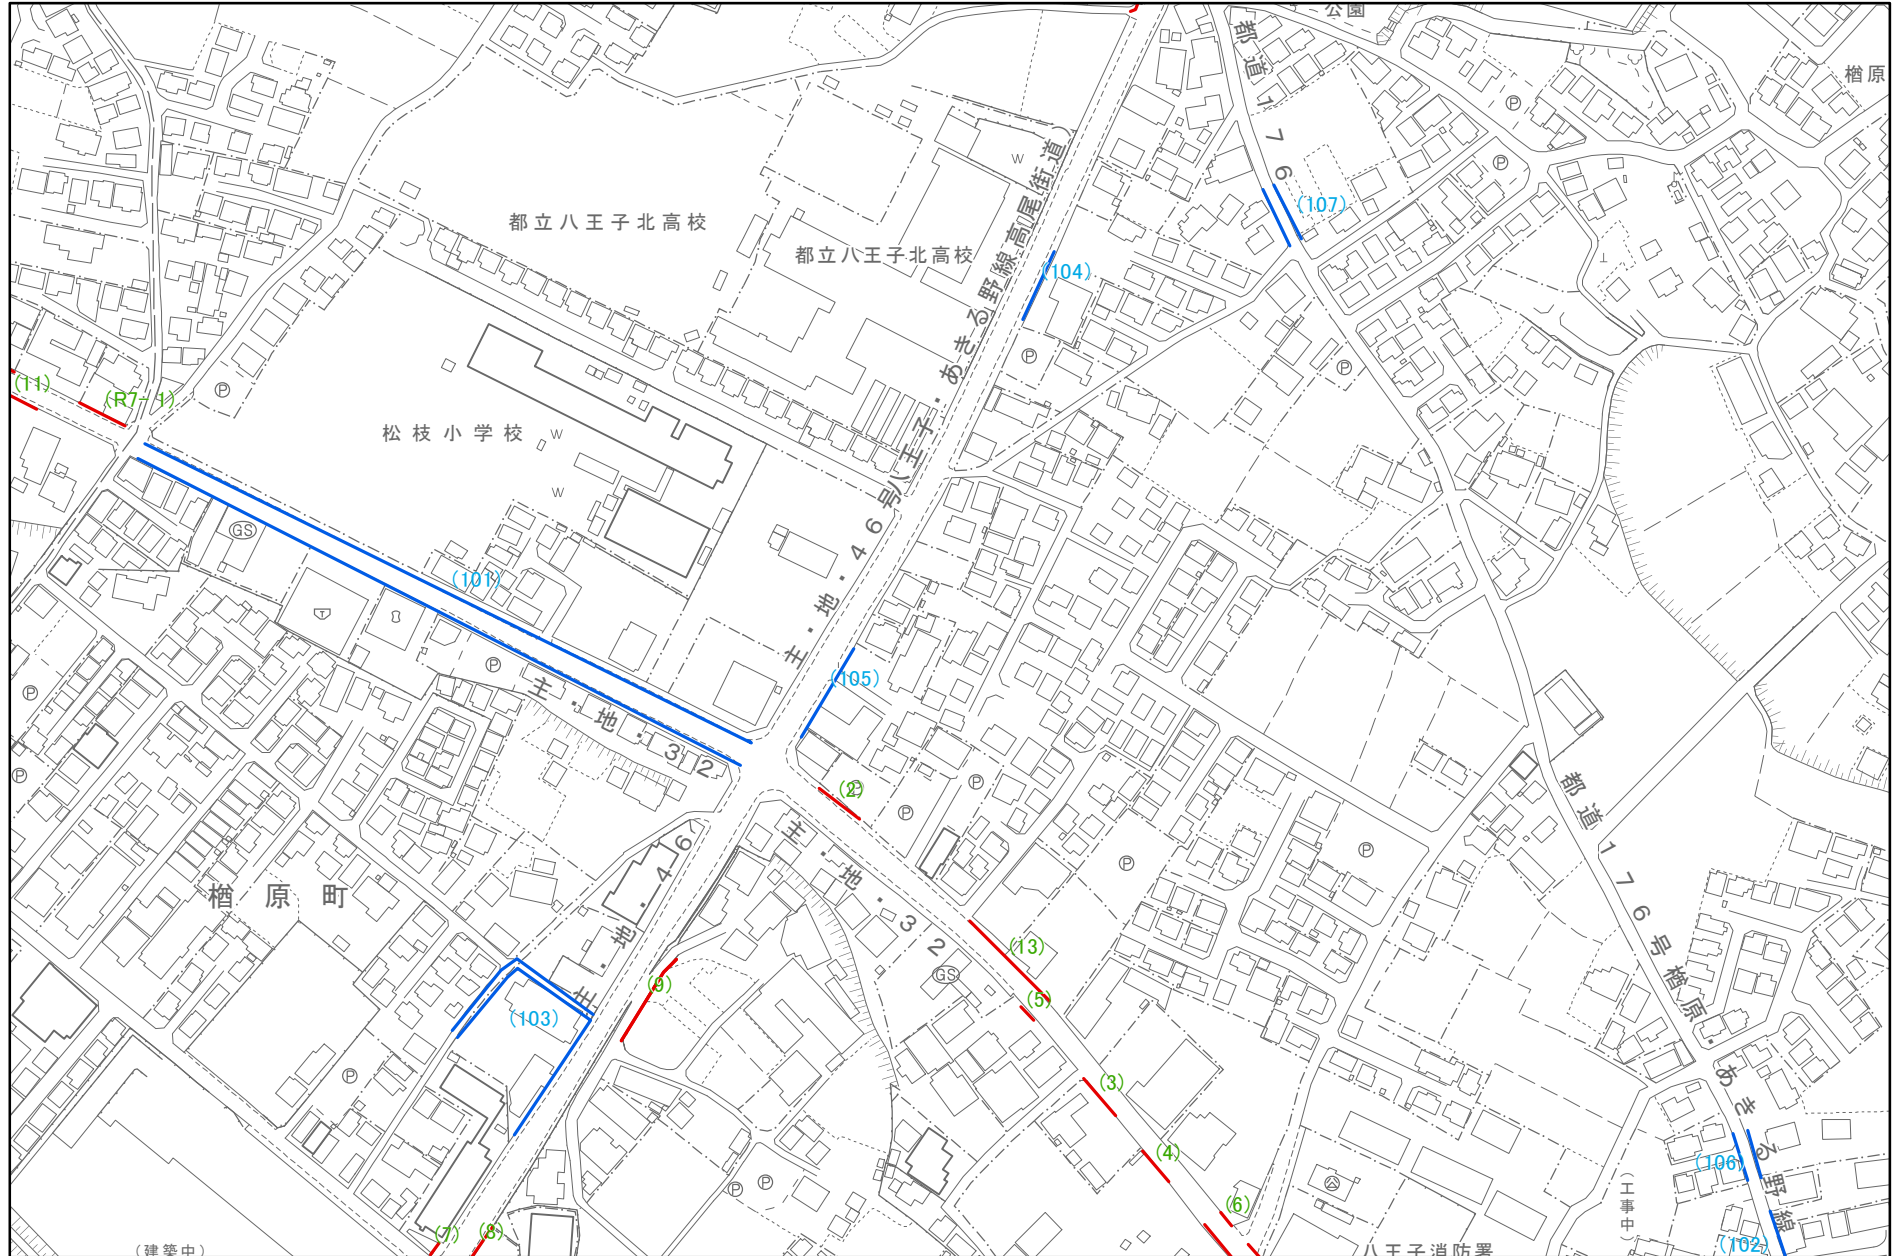 公園
都道176
楢原
W
P
P
(107)
都立八王子北高校
都立八王子北高校
(104)
主・地・46号八王子・あきる野線高尾街道)
P
P
(11)
(R7-1)
P
松枝小学校
W
W
GS
(101)
P
P
主・地・32
(105)
P
(2)
P
P
P
主・地・46
主・地・32
P
P
都道176号楢原・あきる野線
楢原町
(13)
GS
(9)
(5)
(103)
P
(3)
(4)
(106)
P
P
(6)
(工事中)
(7)
(8)
(102)
(建築中)
八王子消防署